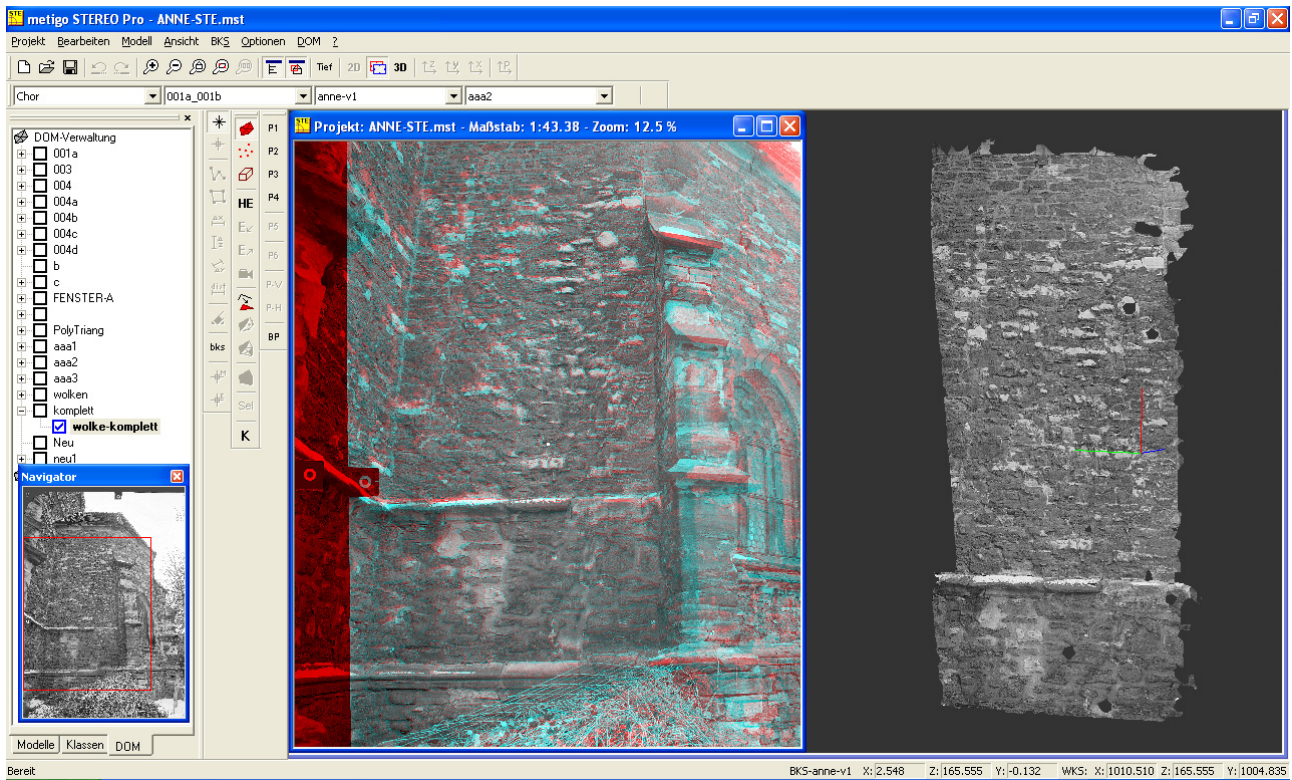 STE metigo STEREO Pro - ANNE-STE.mst
Projekt Bearbeiten Modell Ansicht BKS Optionen DOM ?
Tief 2D 3D
Chor 001a_001b anne-v1 aaa2
DOM-Verwaltung
001a
003
004
004a
004b
004c
004d
b
c
FENSTER-A
PolyTriang
aaa1
aaa2
aaa3
wolken
komplett
wolke-komplett
Neu
neu1
Navigator
Modelle Klassen DOM
dist
bks
HE
Sel
K
P1
P2
P3
P4
P5
P6
P-V
P-H
BP
STE Projekt: ANNE-STE.mst - Maßstab: 1:43.38 - Zoom: 12.5 %
Bereit
BKS-anne-v1 X: 2.548 Z: 165.555 Y: -0.132 WKS: X: 1010.510 Z: 165.555 Y: 1004.835